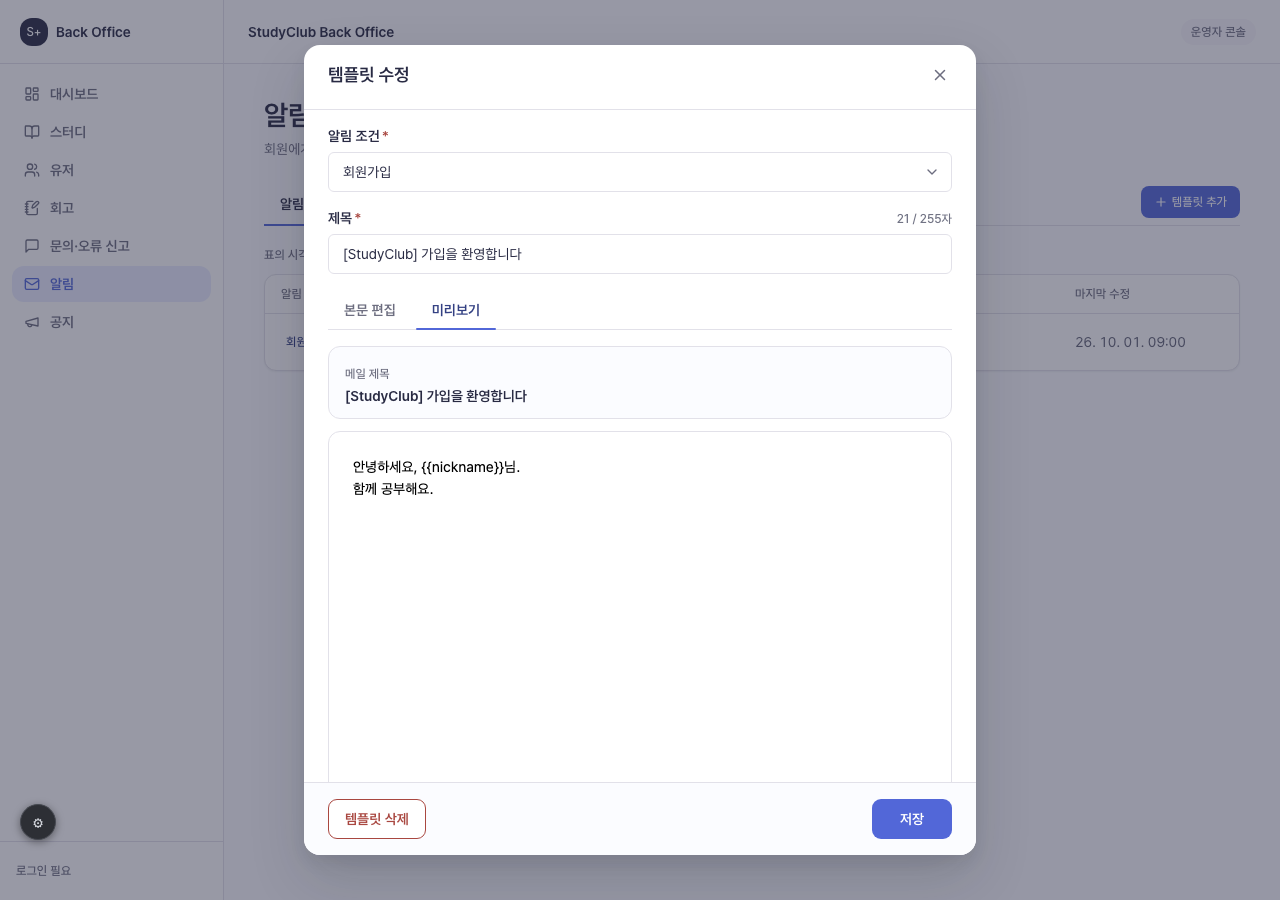 S+ Back Office
StudyClub Back Office
운영자 콘솔
대시보드
스터디
유저
회고
문의·오류 신고
알림
공지
로그인 필요
템플릿 추가
표의
알림
마지막 수정
26. 10. 01. 09:00
템플릿 수정
알림 조건 *
회원가입
제목 *
21 / 255자
[StudyClub] 가입을 환영합니다
본문 편집
미리보기
메일 제목
[StudyClub] 가입을 환영합니다
안녕하세요, {{nickname}}님.
함께 공부해요.
템플릿 삭제
저장